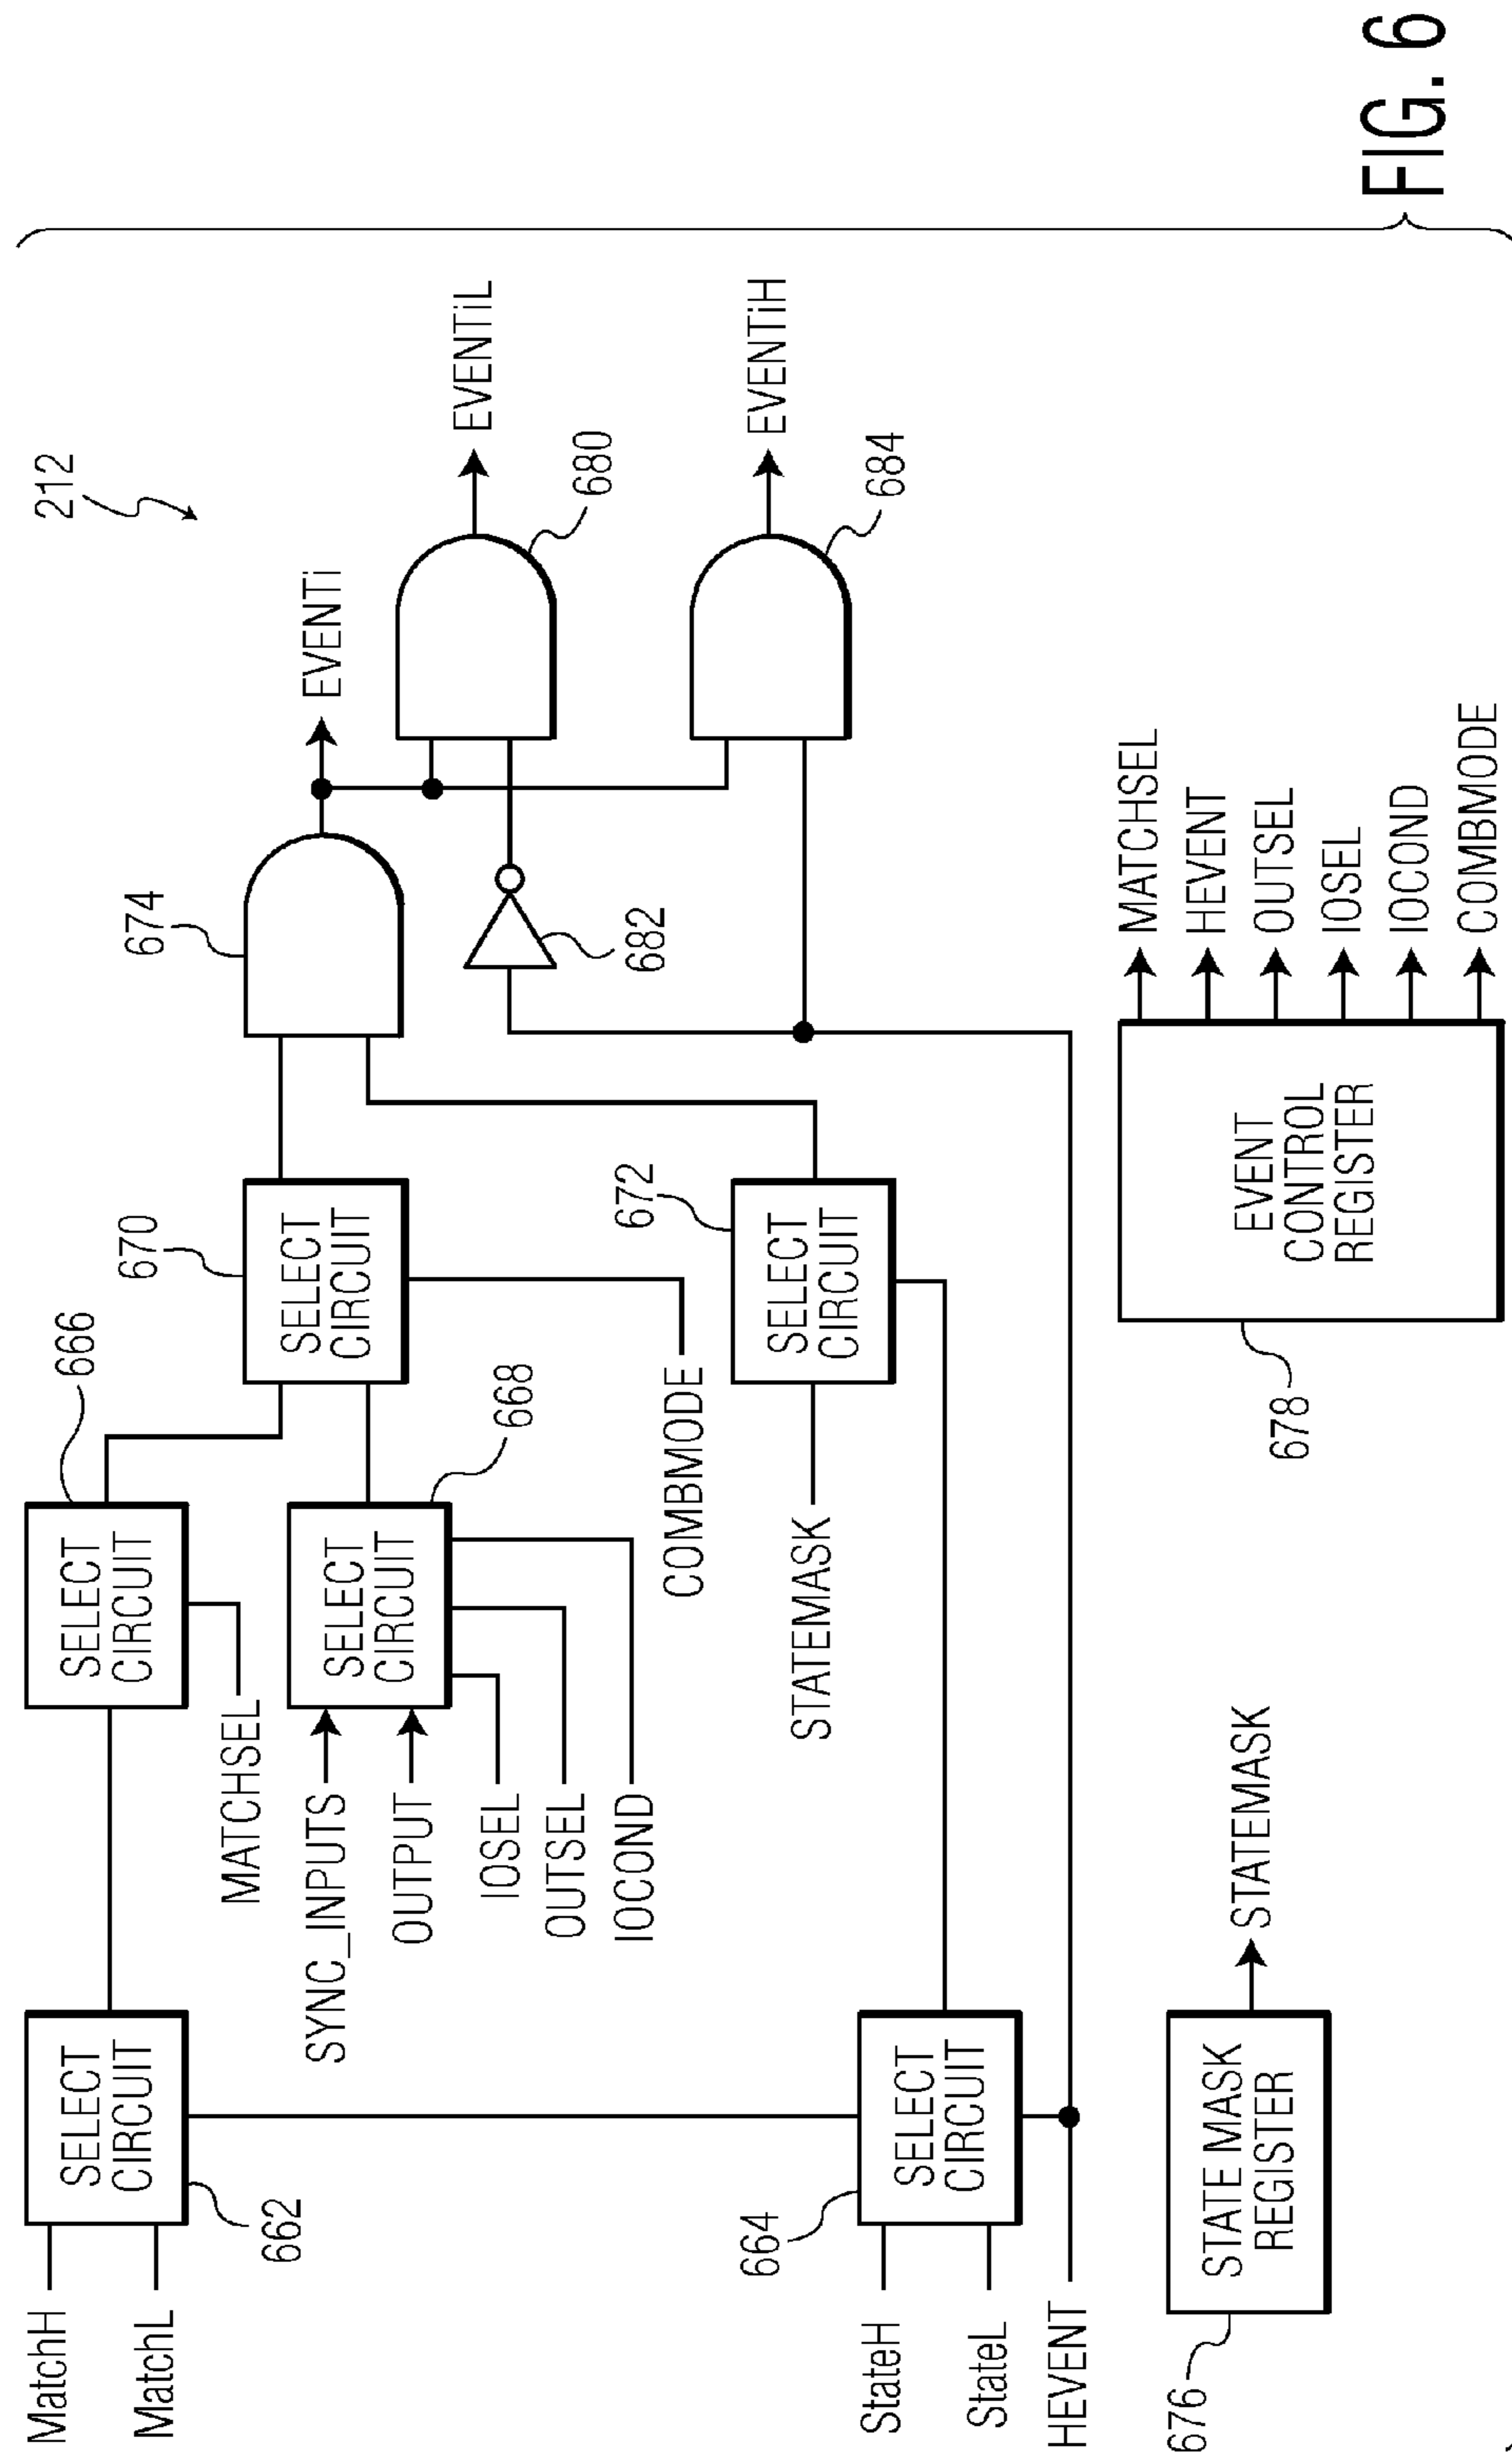 212
MatchH
MatchL
SELECT
CIRCUIT
662
SELECT
CIRCUIT
666
MATCHSEL
SYNC_INPUTS
OUTPUT
SELECT
CIRCUIT
668
IOSEL
OUTSEL
IOCOND
SELECT
CIRCUIT
670
COMBMODE
674
EVENTi
EVENTiL
680
682
EVENTiH
684
STATEMASK
SELECT
CIRCUIT
672
StateH
StateL
HEVENT
SELECT
CIRCUIT
664
STATE MASK
REGISTER
676
STATEMASK
EVENT
CONTROL
REGISTER
678
MATCHSEL
HEVENT
OUTSEL
IOSEL
IOCOND
COMBMODE
FIG. 6